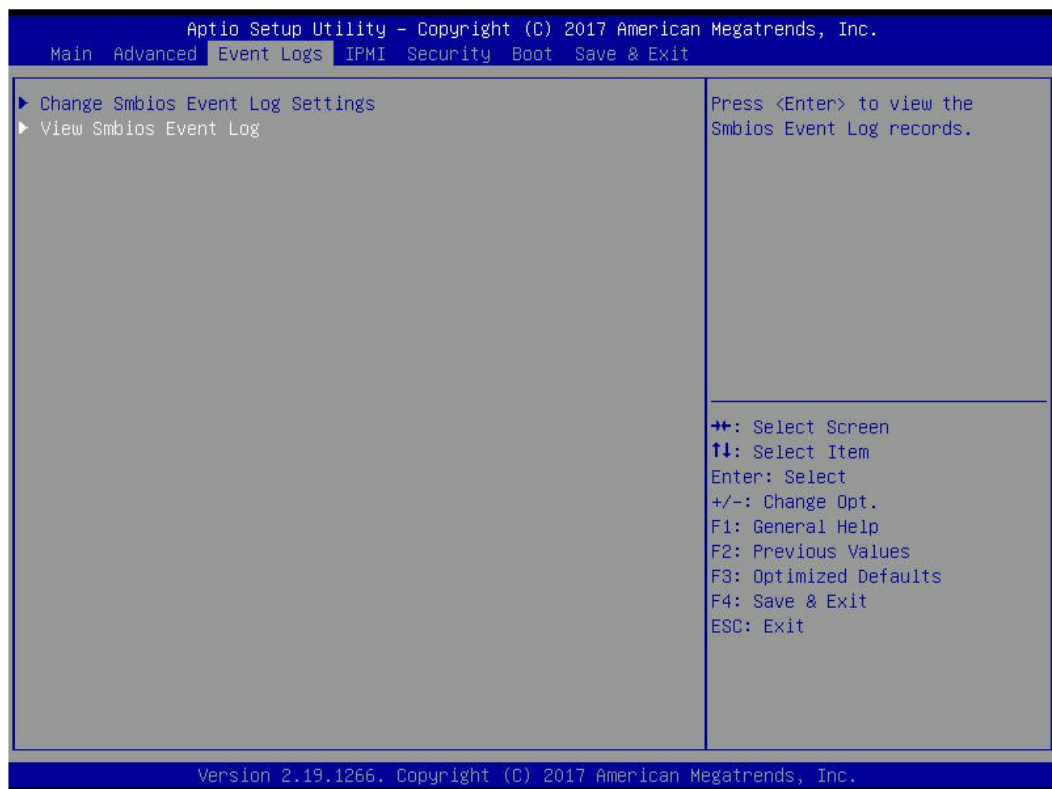 Aptio Setup Utility – Copyright (C) 2017 American Megatrends, Inc.
Main Advanced Event Logs IPMI Security Boot Save & Exit
▶ Change Smbios Event Log Settings
▶ View Smbios Event Log
Press <Enter> to view the
Smbios Event Log records.
→←: Select Screen
↑↓: Select Item
Enter: Select
+/-: Change Opt.
F1: General Help
F2: Previous Values
F3: Optimized Defaults
F4: Save & Exit
ESC: Exit
Version 2.19.1266. Copyright (C) 2017 American Megatrends, Inc.